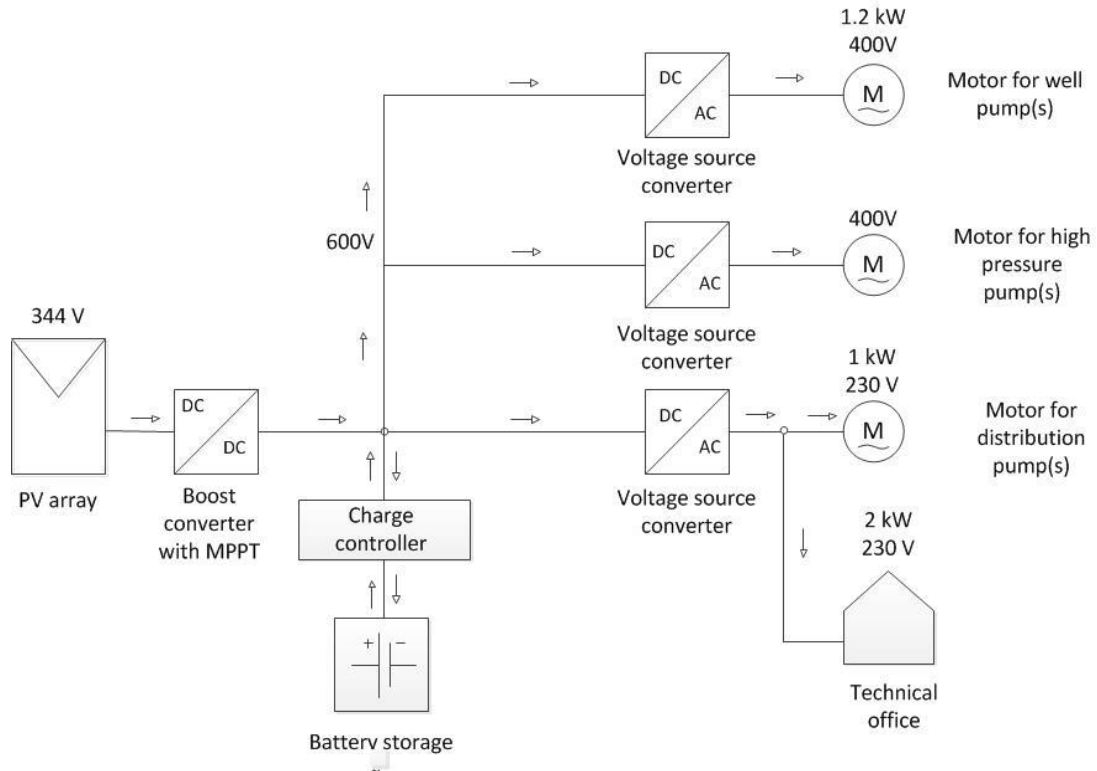 1.2 kW
400V
DC
AC
M
Motor for well
pump(s)
Voltage source
converter
600V
400V
DC
AC
M
Motor for high
pressure
pump(s)
Voltage source
converter
344 V
PV array
DC
DC
Boost
converter
with MPPT
1 kW
230 V
DC
AC
M
Motor for
distribution
pump(s)
Voltage source
converter
Charge
controller
+ −
Battery storage
2 kW
230 V
Technical
office